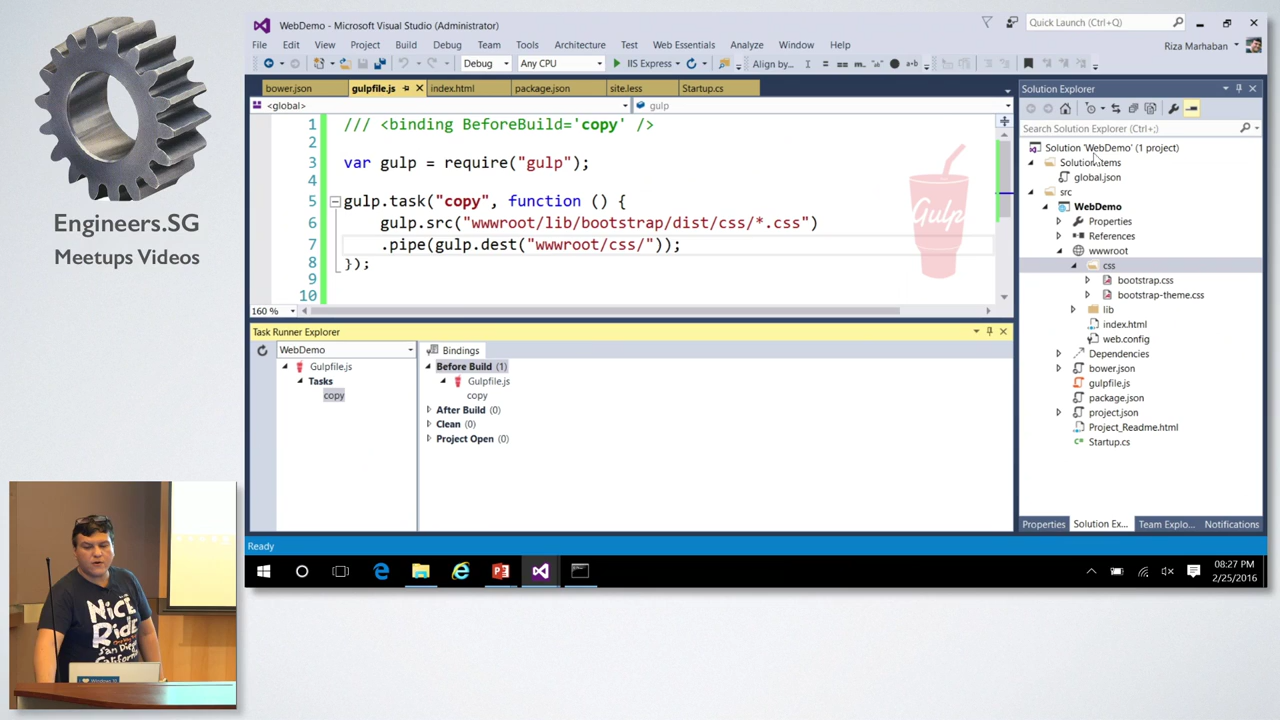 Engineers.SG
Meetups Videos
WebDemo - Microsoft Visual Studio (Administrator)
Quick Launch (Ctrl+Q)
File Edit View Project Build Debug Team Tools Architecture Test Web Essentials Analyze Window Help
Riza Marhaban
Debug Any CPU IIS Express Align by...
bower.json gulpfile.js index.html package.json site.less Startup.cs
<global> gulp
1 /// <binding BeforeBuild='copy' />
2
3 var gulp = require("gulp");
4
5 gulp.task("copy", function () {
6 gulp.src("wwwroot/lib/bootstrap/dist/css/*.css")
7 .pipe(gulp.dest("wwwroot/css/"));
8 });
9
10
Gulp
160 %
Task Runner Explorer
WebDemo
Gulpfile.js
Tasks
copy
Bindings
Before Build (1)
Gulpfile.js
copy
After Build (0)
Clean (0)
Project Open (0)
Solution Explorer
Search Solution Explorer (Ctrl+;)
Solution 'WebDemo' (1 project)
Solution Items
global.json
src
WebDemo
Properties
References
wwwroot
css
bootstrap.css
bootstrap-theme.css
lib
index.html
web.config
Dependencies
bower.json
gulpfile.js
package.json
project.json
Project_Readme.html
Startup.cs
Properties Solution Ex... Team Explo... Notifications
Ready
08:27 PM
2/25/2016
NiCE
RiDE
San Diego
California